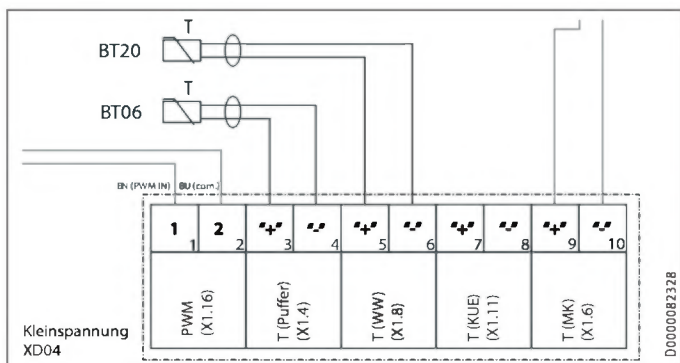 T
BT20
T
BT06
BN (PWM IN) BU (com.)
1 2 "+" "-" "+" "-" "+" "-" "+" "-"
1 2 3 4 5 6 7 8 9 10
PWM
(X1.16)
T (Puffer)
(X1.4)
T (WW)
(X1.8)
T (KUE)
(X1.11)
T (MK)
(X1.6)
Kleinspannung
XD04
D0000082328